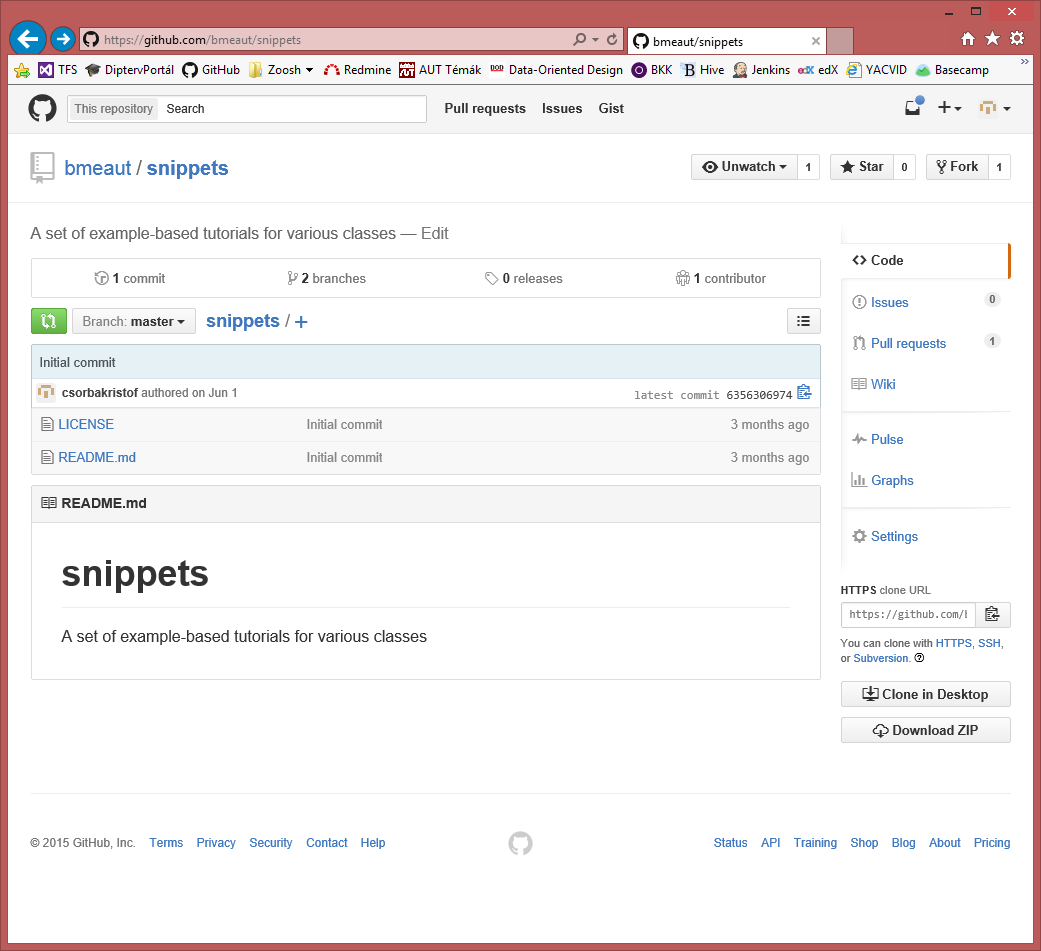 https://github.com/bmeaut/snippets
bmeaut/snippets
TFS DiptervPortál GitHub Zoosh Redmine AUT Témák Data-Oriented Design BKK Hive Jenkins edX YACVID Basecamp
This repository Search Pull requests Issues Gist
bmeaut / snippets Unwatch 1 Star 0 Fork 1
A set of example-based tutorials for various classes — Edit
1 commit 2 branches 0 releases 1 contributor
Branch: master snippets / +
Initial commit
csorbakristof authored on Jun 1 latest commit 6356306974
LICENSE Initial commit 3 months ago
README.md Initial commit 3 months ago
README.md
snippets
A set of example-based tutorials for various classes
Code
Issues 0
Pull requests 1
Wiki
Pulse
Graphs
Settings
HTTPS clone URL
https://github.com/
You can clone with HTTPS, SSH,
or Subversion.
Clone in Desktop
Download ZIP
© 2015 GitHub, Inc. Terms Privacy Security Contact Help Status API Training Shop Blog About Pricing